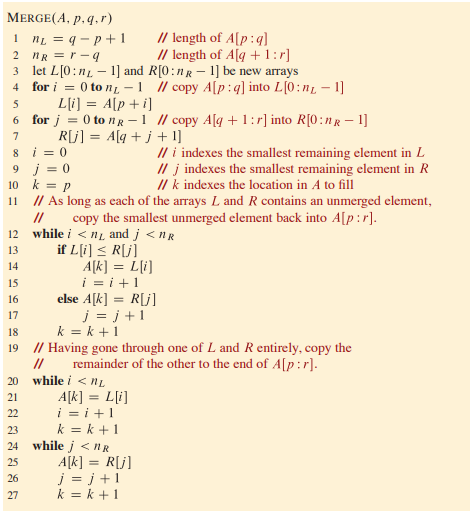 MERGE(A, p, q, r)
1 n_L = q − p + 1 // length of A[p : q]
2 n_R = r − q // length of A[q + 1 : r]
3 let L[0 : n_L − 1] and R[0 : n_R − 1] be new arrays
4 for i = 0 to n_L − 1 // copy A[p : q] into L[0 : n_L − 1]
5 L[i] = A[p + i]
6 for j = 0 to n_R − 1 // copy A[q + 1 : r] into R[0 : n_R − 1]
7 R[j] = A[q + j + 1]
8 i = 0 // i indexes the smallest remaining element in L
9 j = 0 // j indexes the smallest remaining element in R
10 k = p // k indexes the location in A to fill
11 // As long as each of the arrays L and R contains an unmerged element,
// copy the smallest unmerged element back into A[p : r].
12 while i < n_L and j < n_R
13 if L[i] ≤ R[j]
14 A[k] = L[i]
15 i = i + 1
16 else A[k] = R[j]
17 j = j + 1
18 k = k + 1
19 // Having gone through one of L and R entirely, copy the
// remainder of the other to the end of A[p : r].
20 while i < n_L
21 A[k] = L[i]
22 i = i + 1
23 k = k + 1
24 while j < n_R
25 A[k] = R[j]
26 j = j + 1
27 k = k + 1